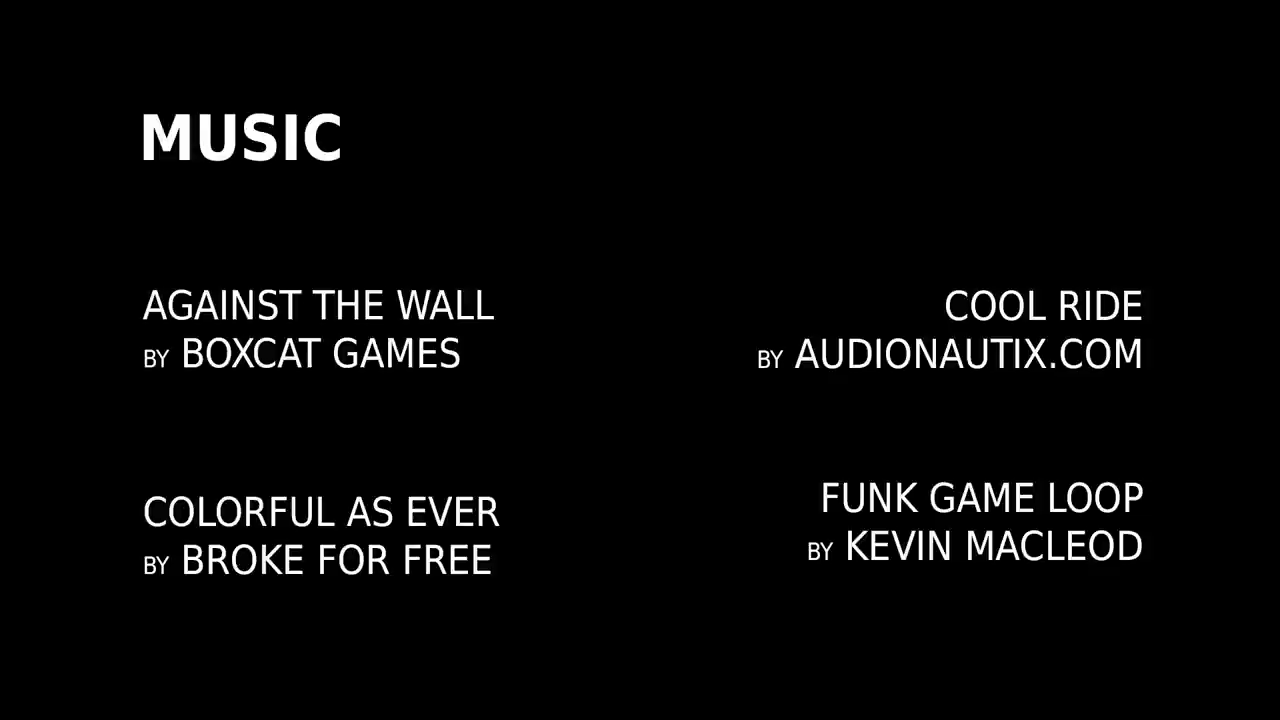 MUSIC
AGAINST THE WALL
BY BOXCAT GAMES
COOL RIDE
BY AUDIONAUTIX.COM
COLORFUL AS EVER
BY BROKE FOR FREE
FUNK GAME LOOP
BY KEVIN MACLEOD